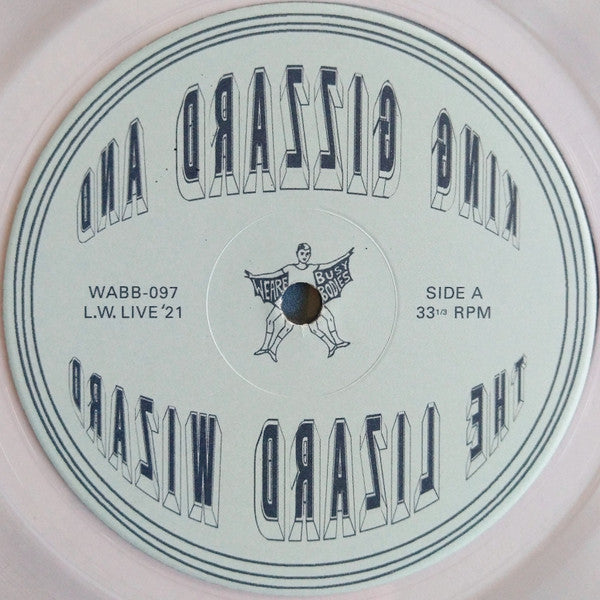 KING GIZZARD AND
WE ARE BUSY
BODIES
WABB-097
L.W. LIVE '21
SIDE A
33 1/3 RPM
THE LIZARD WIZARD